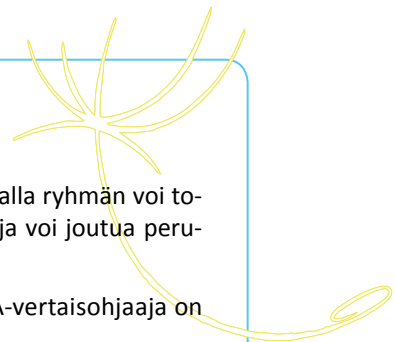 alla ryhmän voi to-
ja voi joutua peru-
A-vertaisohjaaja on